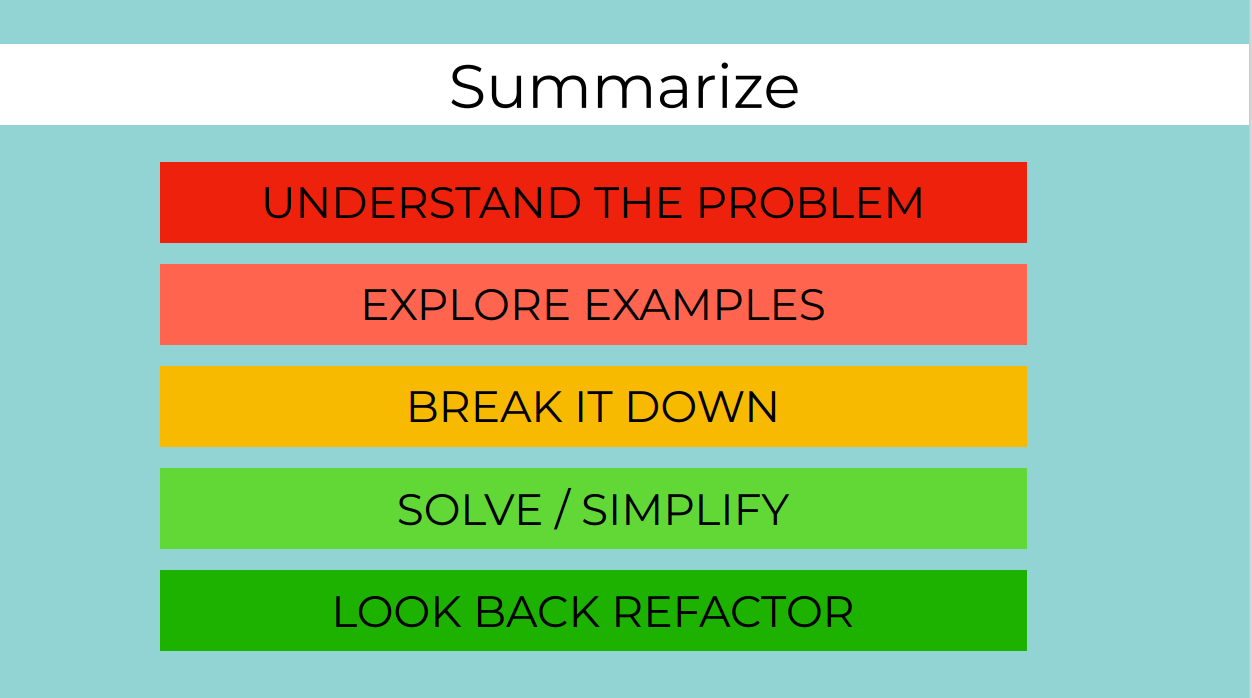 Summarize
UNDERSTAND THE PROBLEM
EXPLORE EXAMPLES
BREAK IT DOWN
SOLVE / SIMPLIFY
LOOK BACK REFACTOR